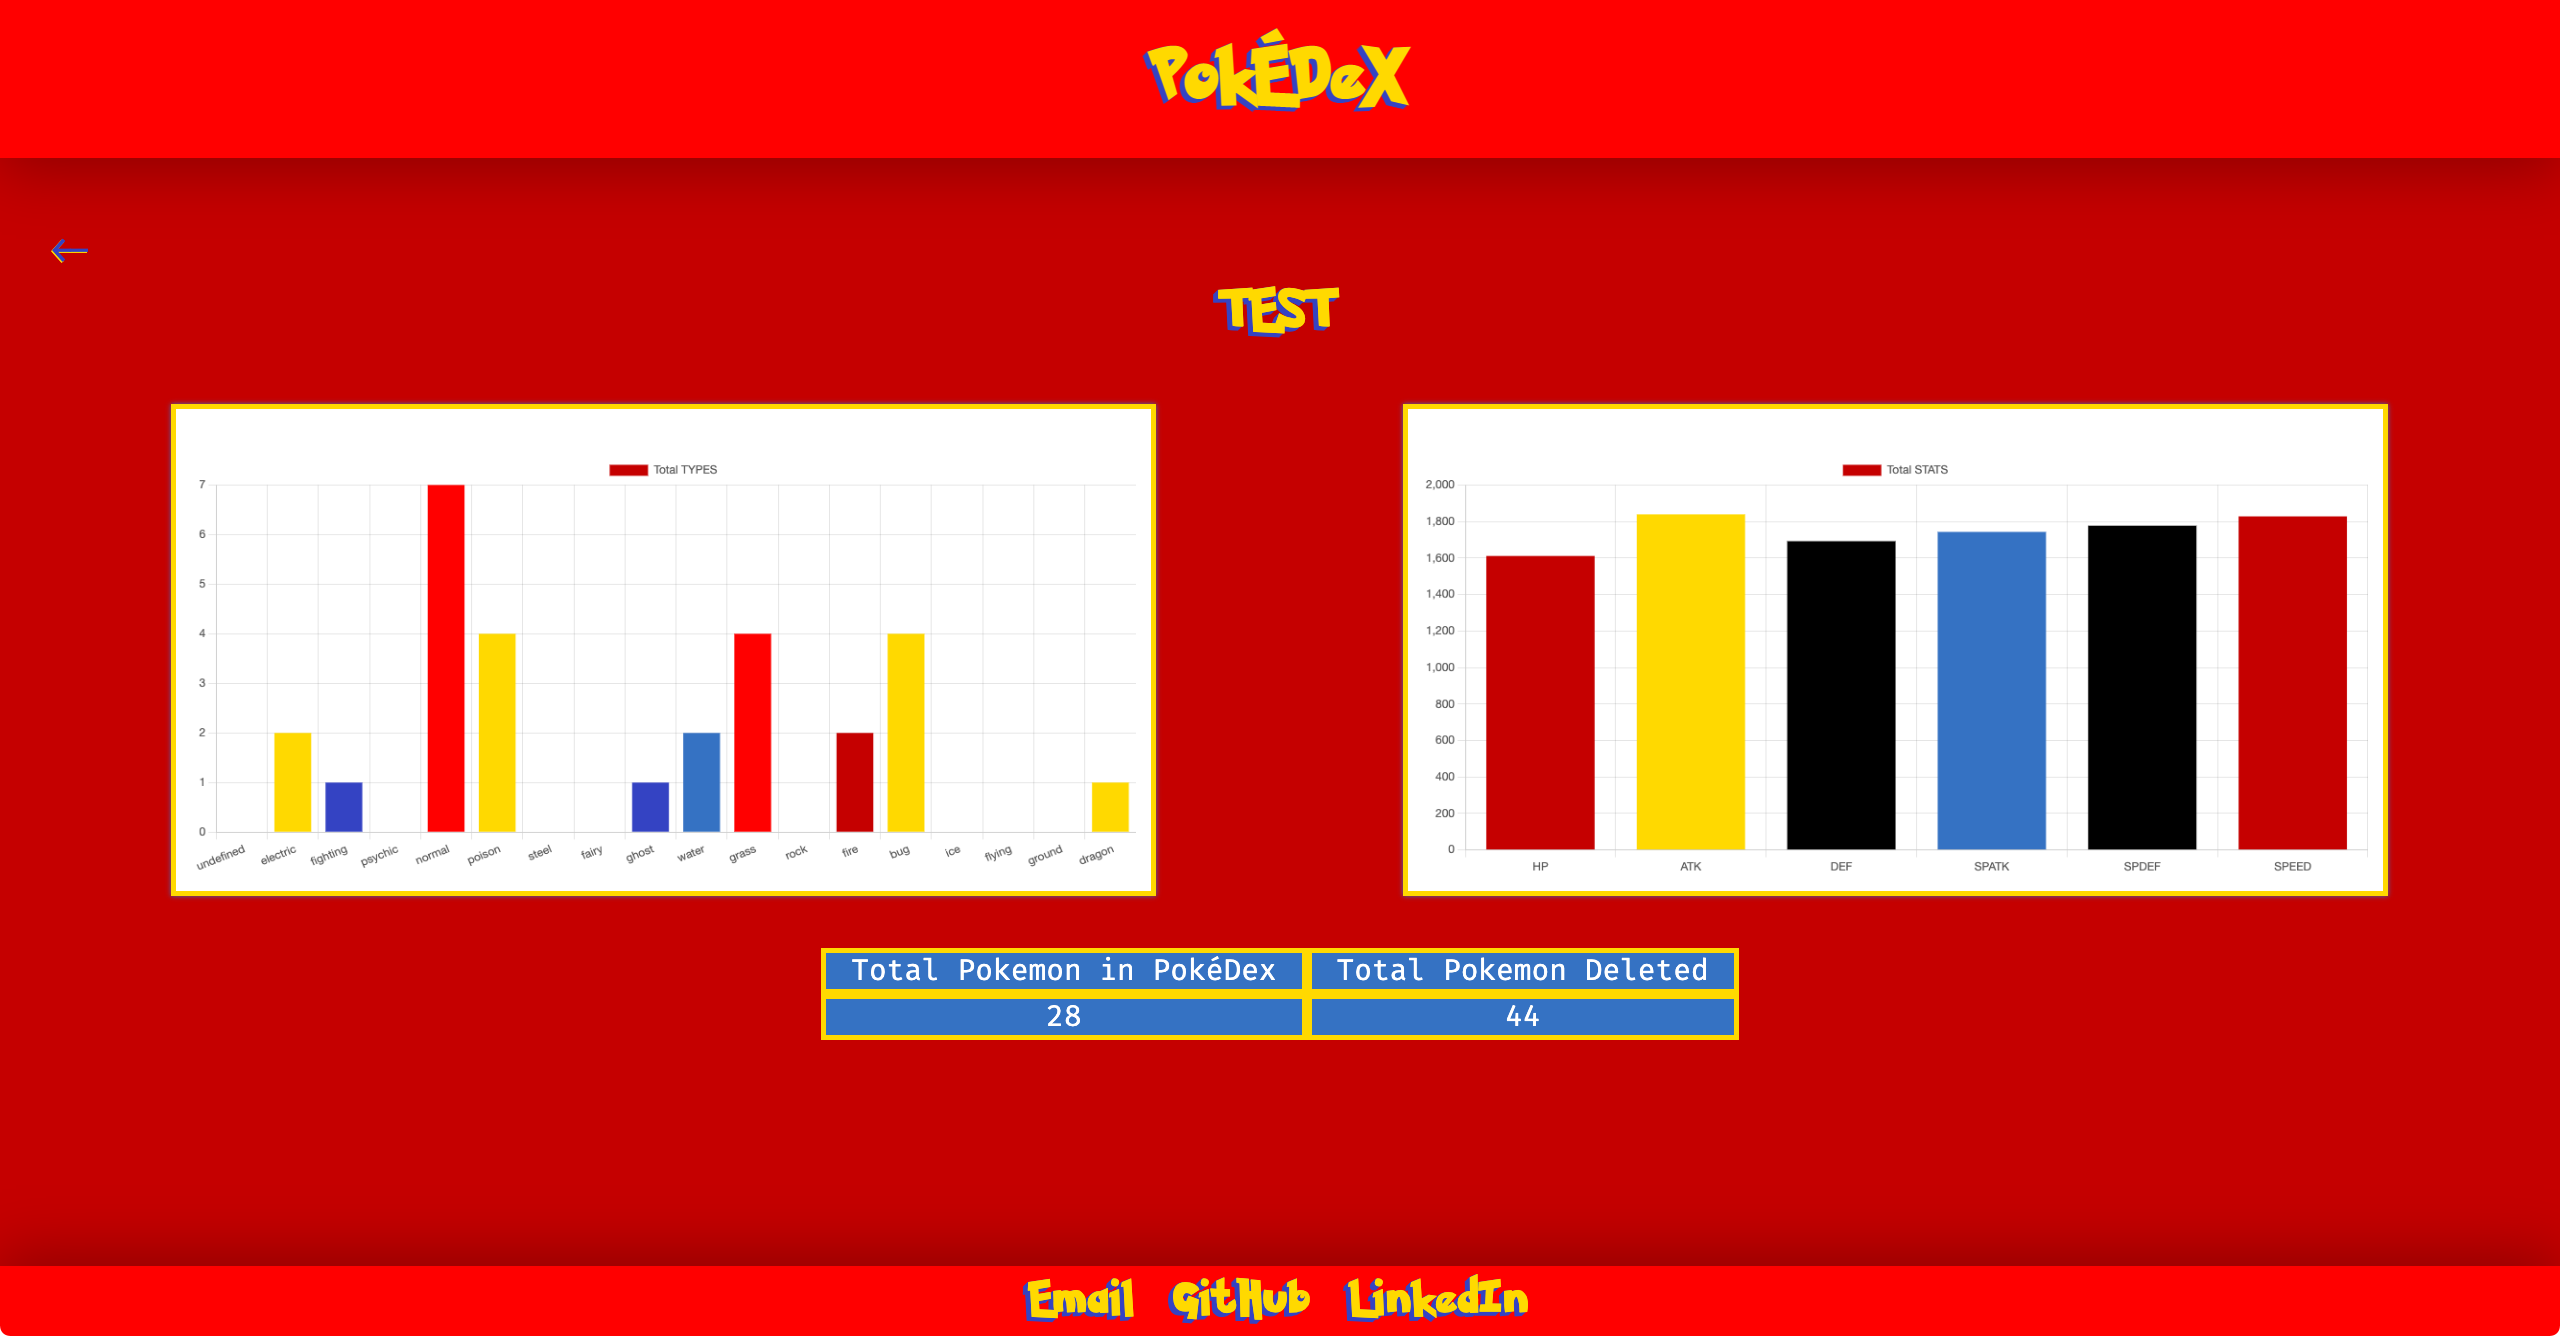 PokÉDeX
←
TEST
Total TYPES
7
6
5
4
3
2
1
0
undefined electric fighting psychic normal poison steel fairy ghost water grass rock fire bug ice flying ground dragon
Total STATS
2,000
1,800
1,600
1,400
1,200
1,000
800
600
400
200
0
HP ATK DEF SPATK SPDEF SPEED
Total Pokemon in PokéDex Total Pokemon Deleted
28 44
Email GitHub LinkedIn